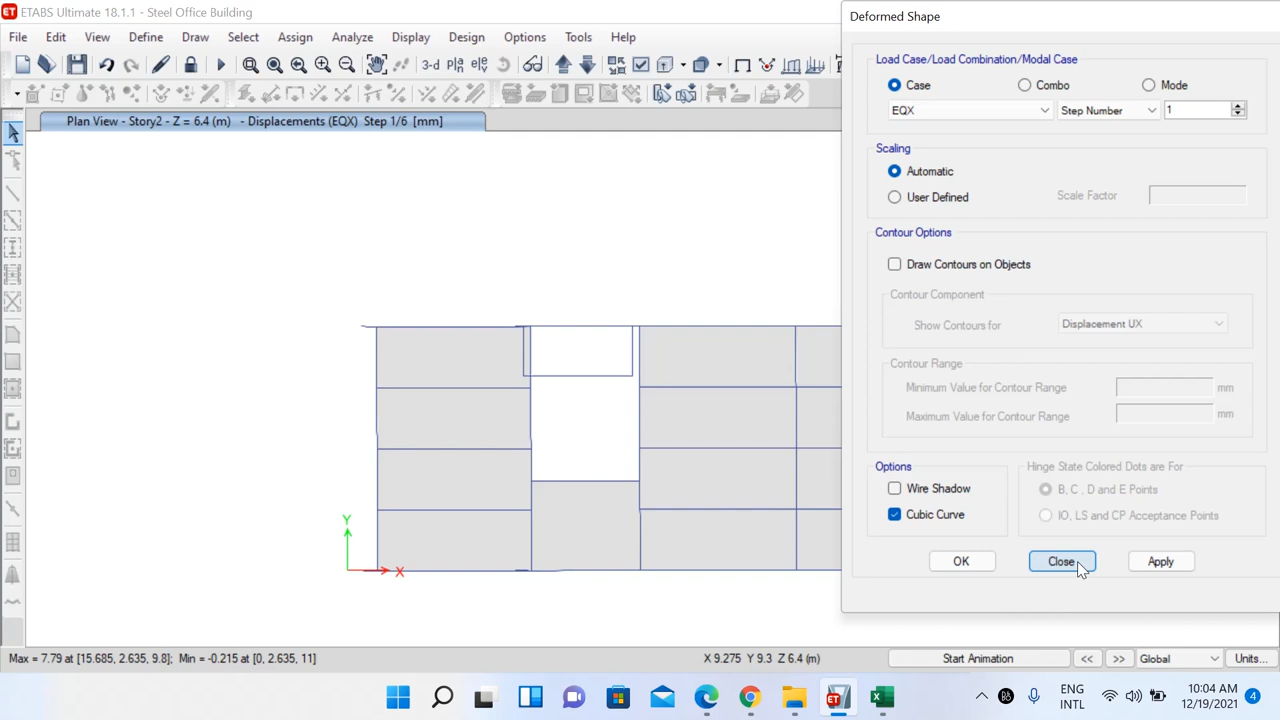 ETABS Ultimate 18.1.1 - Steel Office Building
File Edit View Define Draw Select Assign Analyze Display Design Options Tools Help
3-d
Plan View - Story2 - Z = 6.4 (m) - Displacements (EQX) Step 1/6 [mm]
Deformed Shape
Load Case/Load Combination/Modal Case
Case Combo Mode
EQX Step Number 1
Scaling
Automatic
User Defined Scale Factor
Contour Options
Draw Contours on Objects
Contour Component
Show Contours for Displacement UX
Contour Range
Minimum Value for Contour Range mm
Maximum Value for Contour Range mm
Options
Wire Shadow
Cubic Curve
Hinge State Colored Dots are For
B, C , D and E Points
IO, LS and CP Acceptance Points
OK Close Apply
Y
X
Max = 7.79 at [15.685, 2.635, 9.8]; Min = -0.215 at [0, 2.635, 11]
X 9.275 Y 9.3 Z 6.4 (m)
Start Animation << >> Global Units...
ENG
INTL
10:04 AM
12/19/2021
4